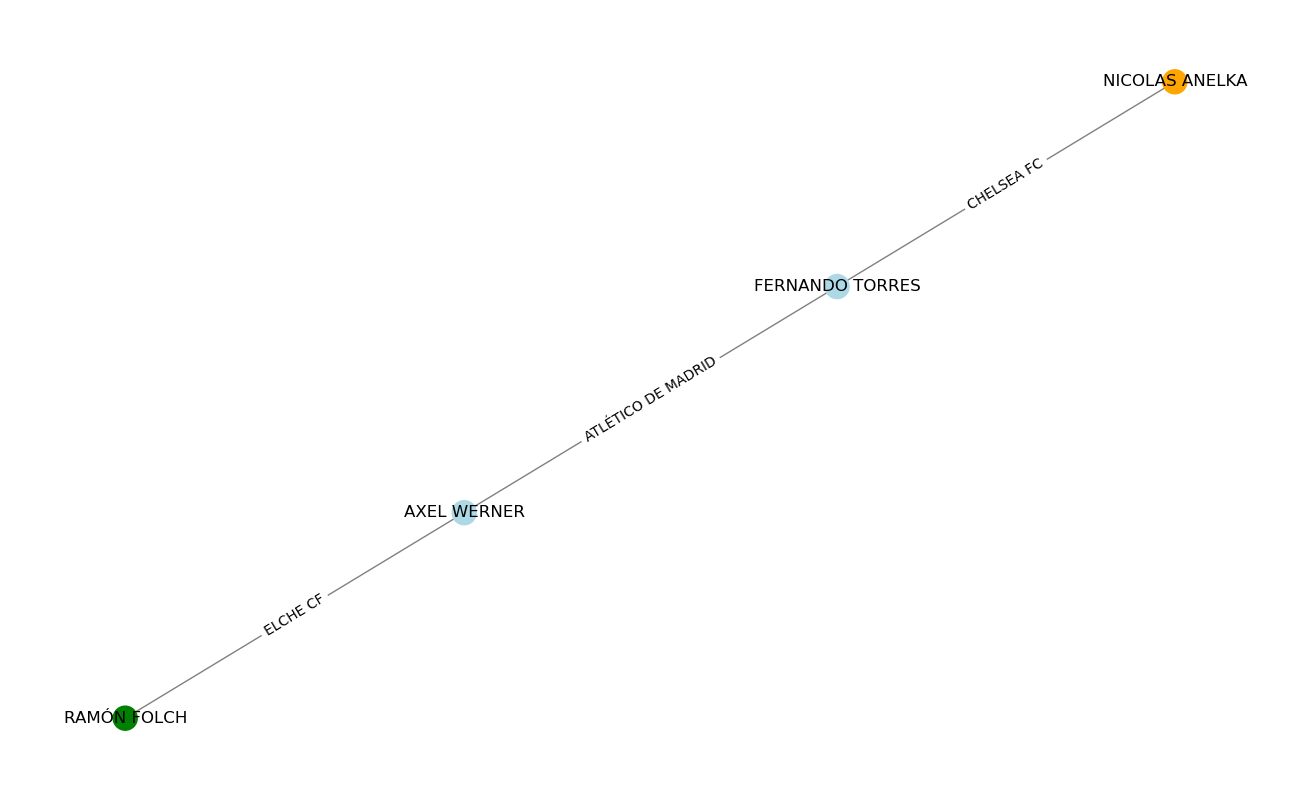 NICOLAS ANELKA
CHELSEA FC
FERNANDO TORRES
ATLÉTICO DE MADRID
AXEL WERNER
ELCHE CF
RAMÓN FOLCH